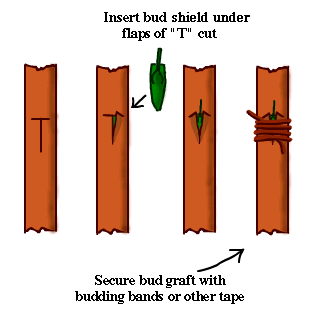 Insert bud shield under
flaps of "T" cut
Secure bud graft with
budding bands or other tape